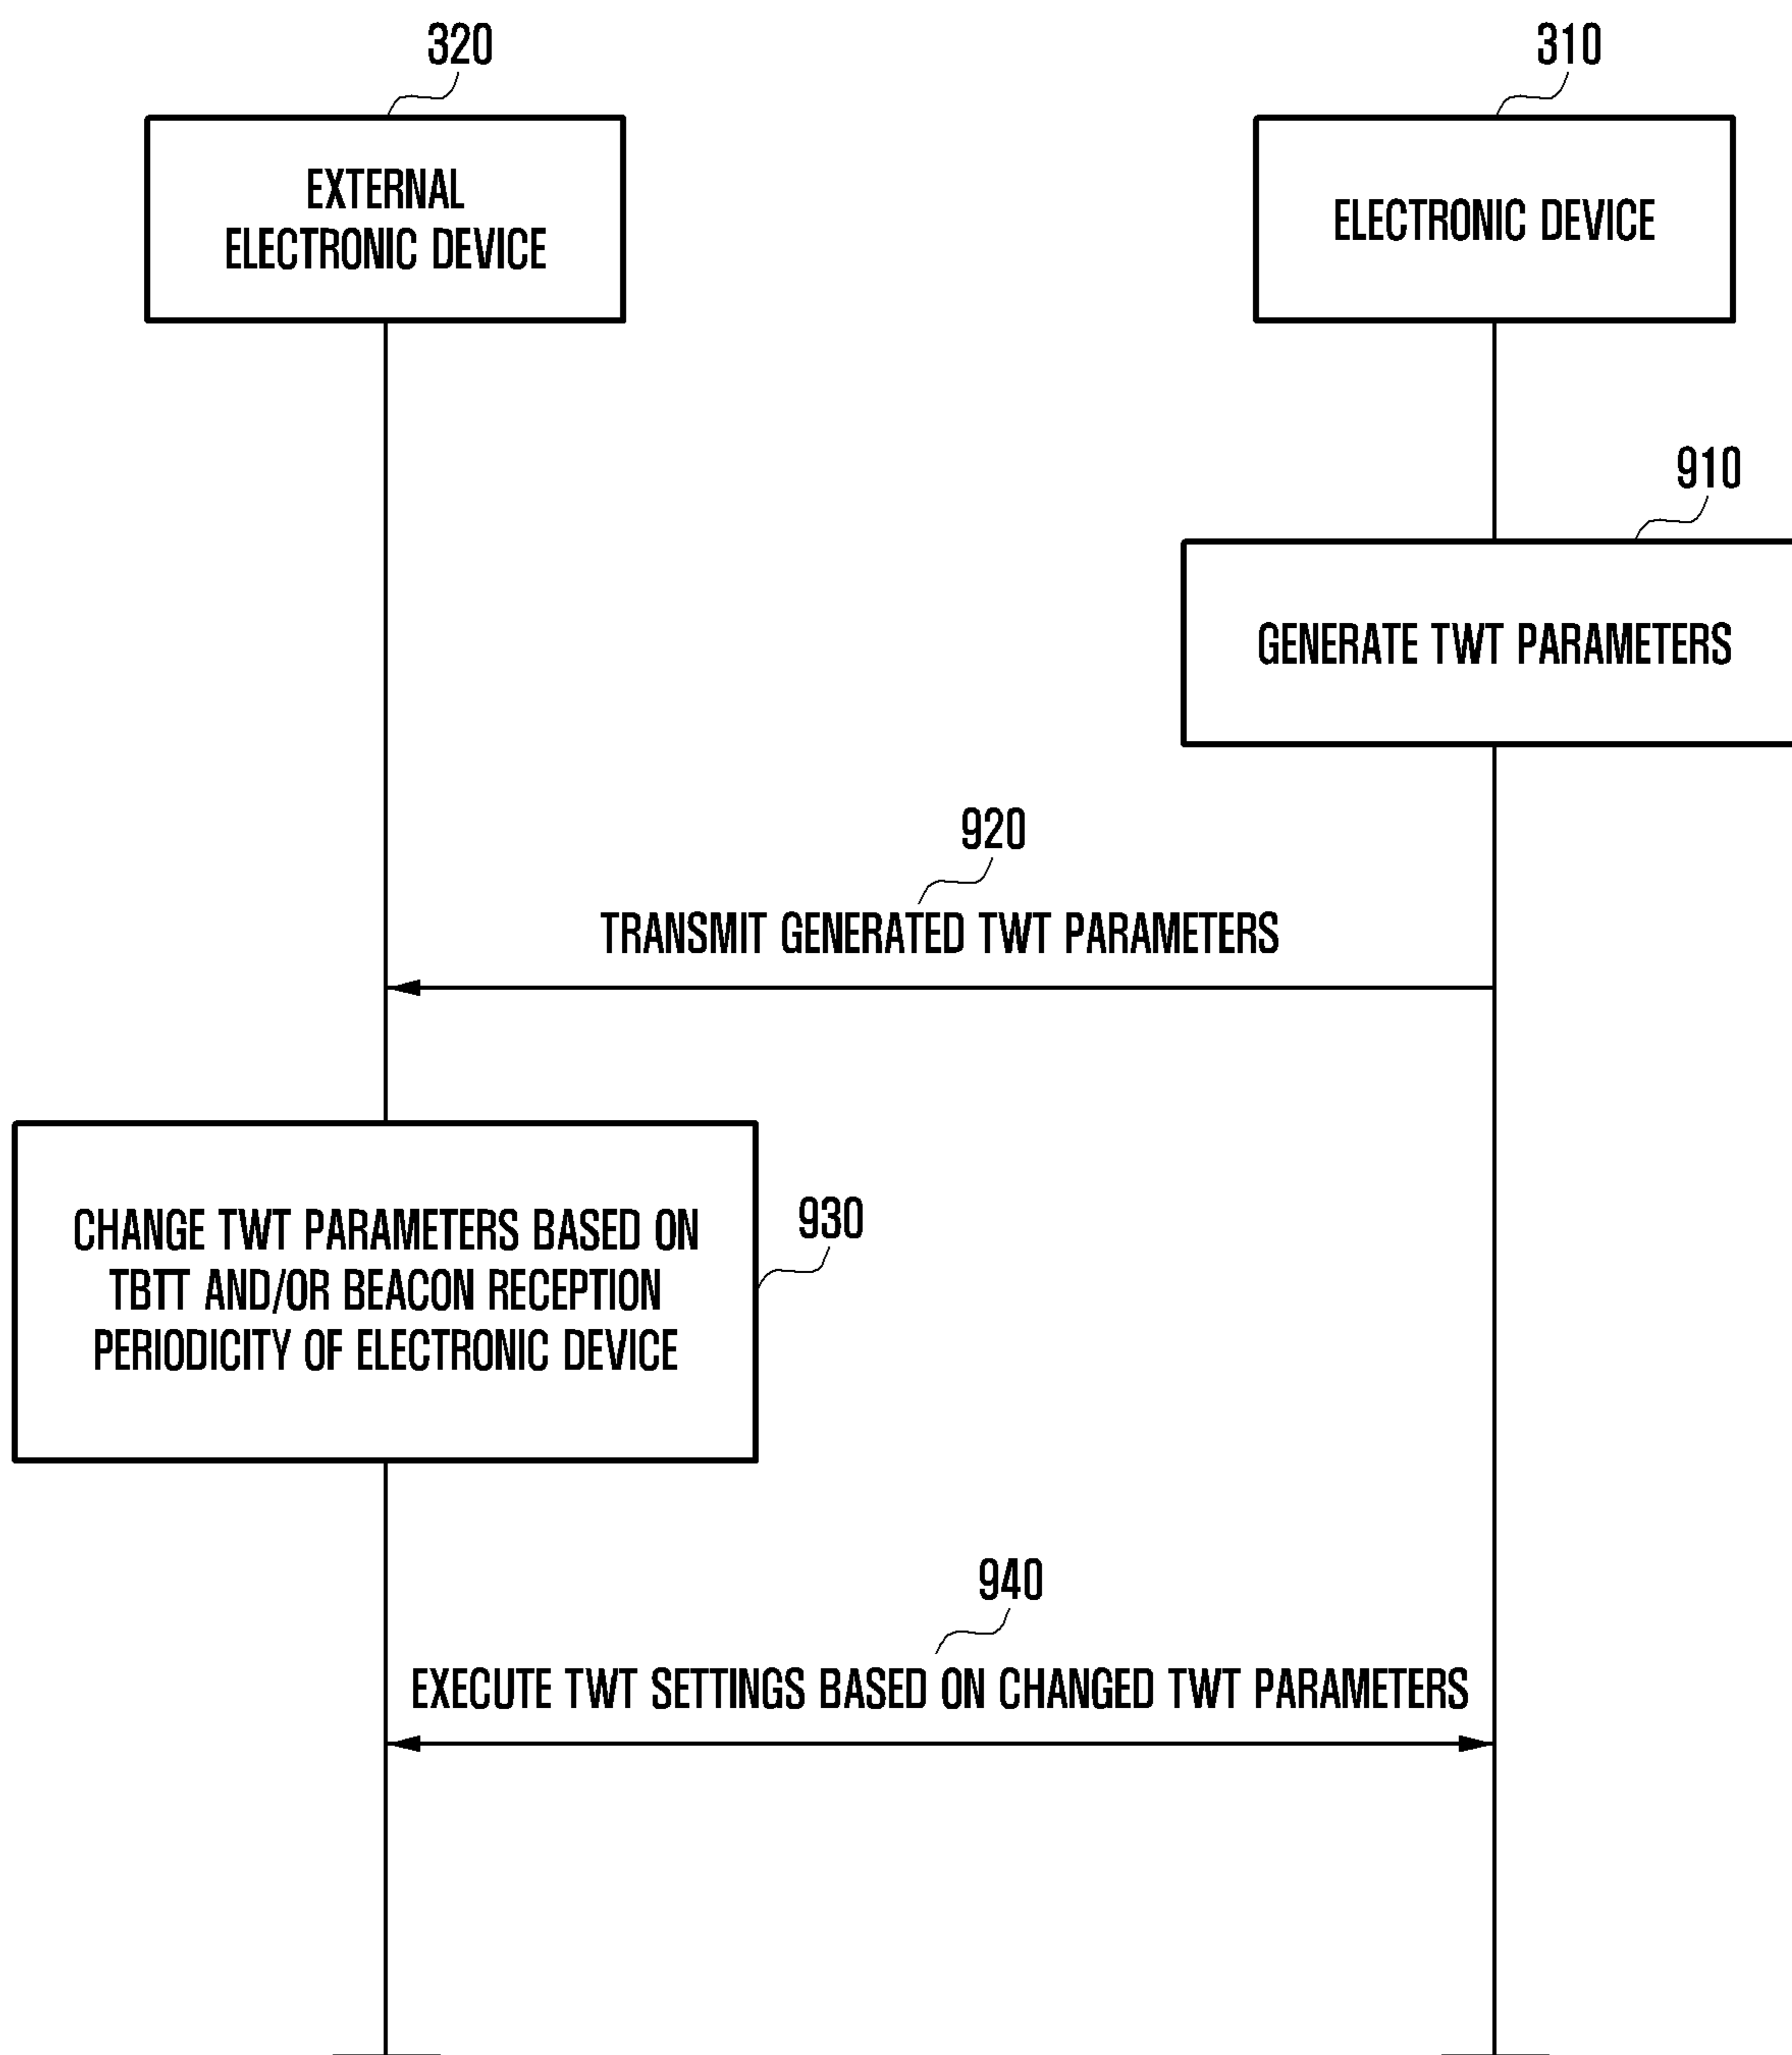 320
310
EXTERNAL
ELECTRONIC DEVICE
ELECTRONIC DEVICE
910
GENERATE TWT PARAMETERS
920
TRANSMIT GENERATED TWT PARAMETERS
930
CHANGE TWT PARAMETERS BASED ON
TBTT AND/OR BEACON RECEPTION
PERIODICITY OF ELECTRONIC DEVICE
940
EXECUTE TWT SETTINGS BASED ON CHANGED TWT PARAMETERS